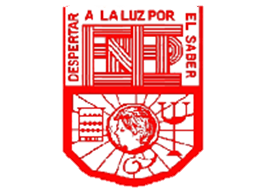 DESPERTAR
A LA LUZ POR
EL SABER
ENP